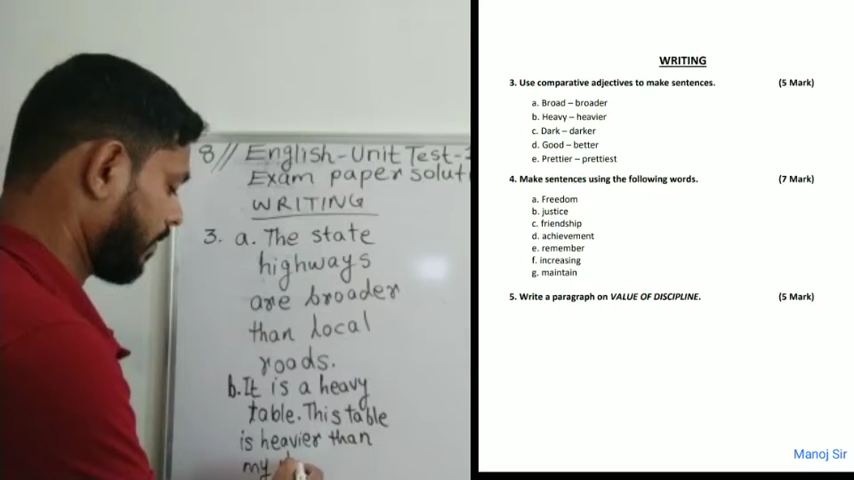 8// English-Unit Test-
Exam paper soluti
WRITING
3. a. The state
highways
are broader
than local
roads.
b. It is a heavy
table. This table
is heavier than
my
WRITING
3. Use comparative adjectives to make sentences. (5 Mark)
a. Broad – broader
b. Heavy – heavier
c. Dark – darker
d. Good – better
e. Prettier – prettiest
4. Make sentences using the following words. (7 Mark)
a. Freedom
b. justice
c. friendship
d. achievement
e. remember
f. increasing
g. maintain
5. Write a paragraph on VALUE OF DISCIPLINE. (5 Mark)
Manoj Sir